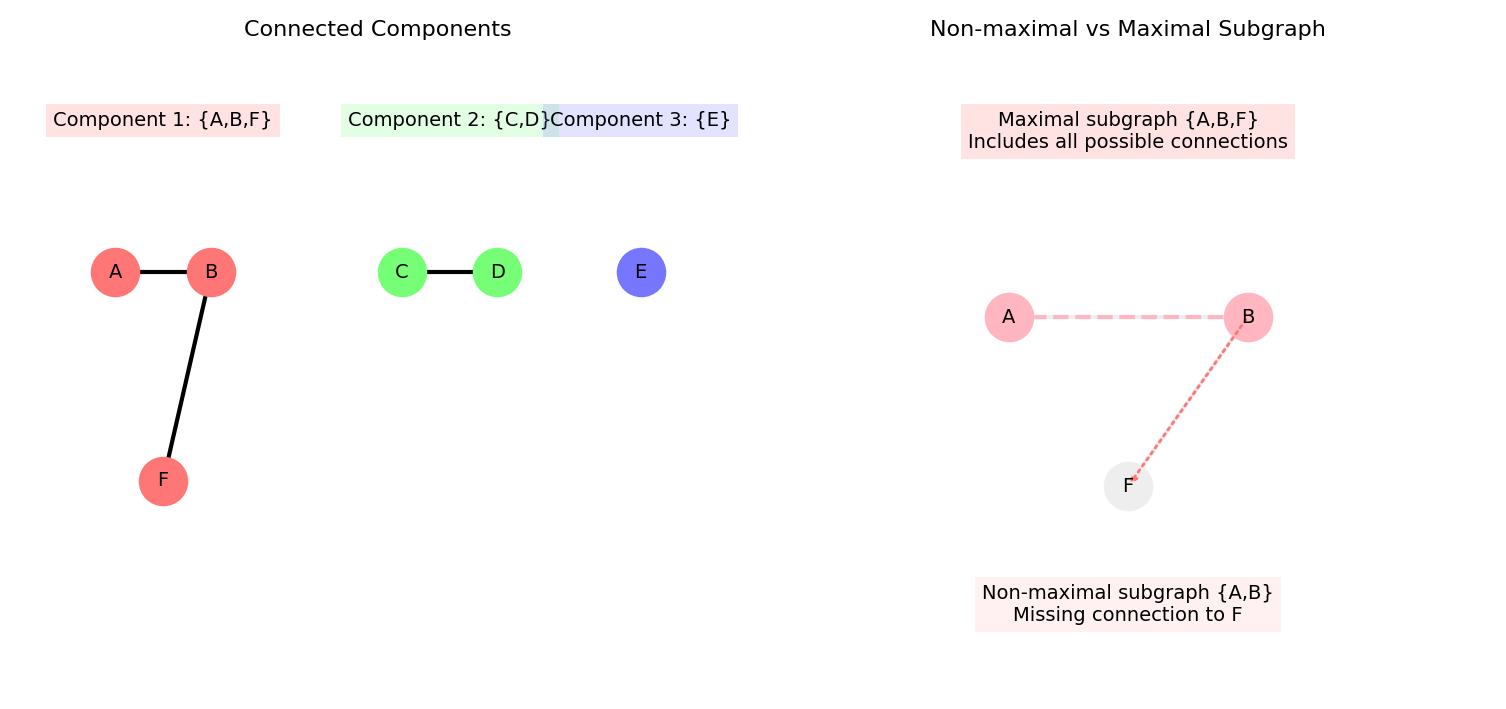 Connected Components
Component 1: {A,B,F}
Component 2: {C,D}
Component 3: {E}
A
B
C
D
E
F
Non-maximal vs Maximal Subgraph
Maximal subgraph {A,B,F}
Includes all possible connections
A
B
F
Non-maximal subgraph {A,B}
Missing connection to F